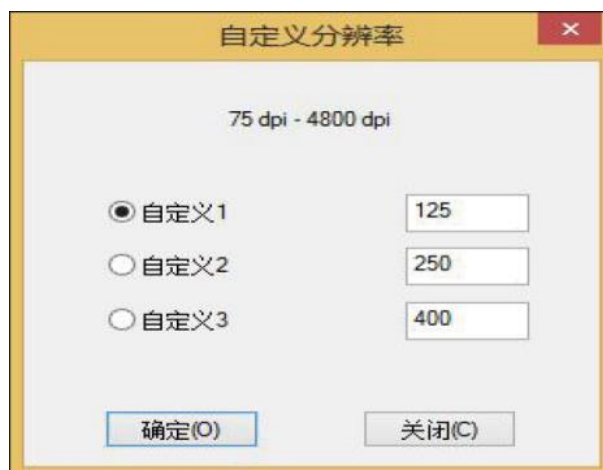 自定义分辨率
75 dpi - 4800 dpi
自定义1 125
自定义2 250
自定义3 400
确定(O) 关闭(C)